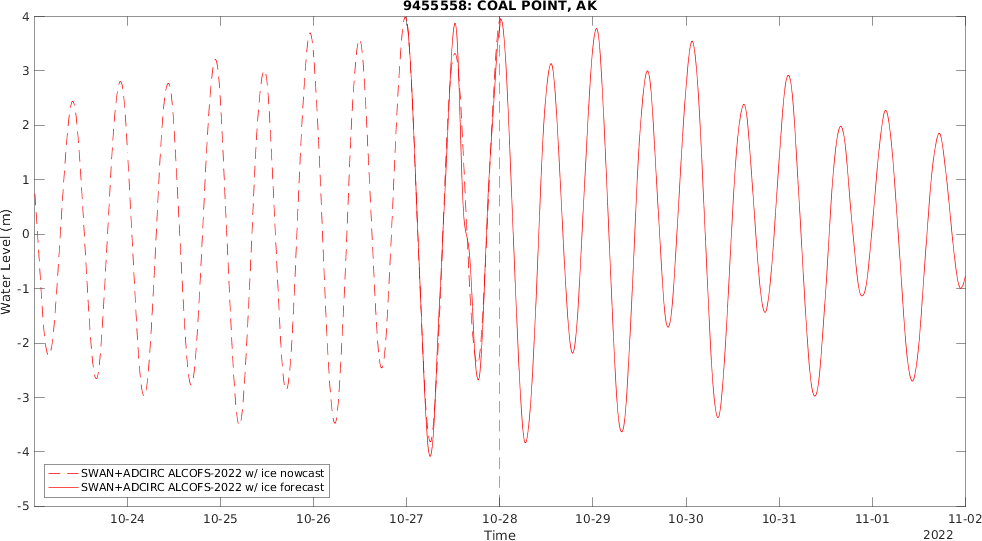 9455558: COAL POINT, AK
4
3
2
1
0
-1
-2
-3
-4
-5
Water Level (m)
SWAN+ADCIRC ALCOFS-2022 w/ ice nowcast
SWAN+ADCIRC ALCOFS-2022 w/ ice forecast
10-24 10-25 10-26 10-27 10-28 10-29 10-30 10-31 11-01 11-02
Time
2022